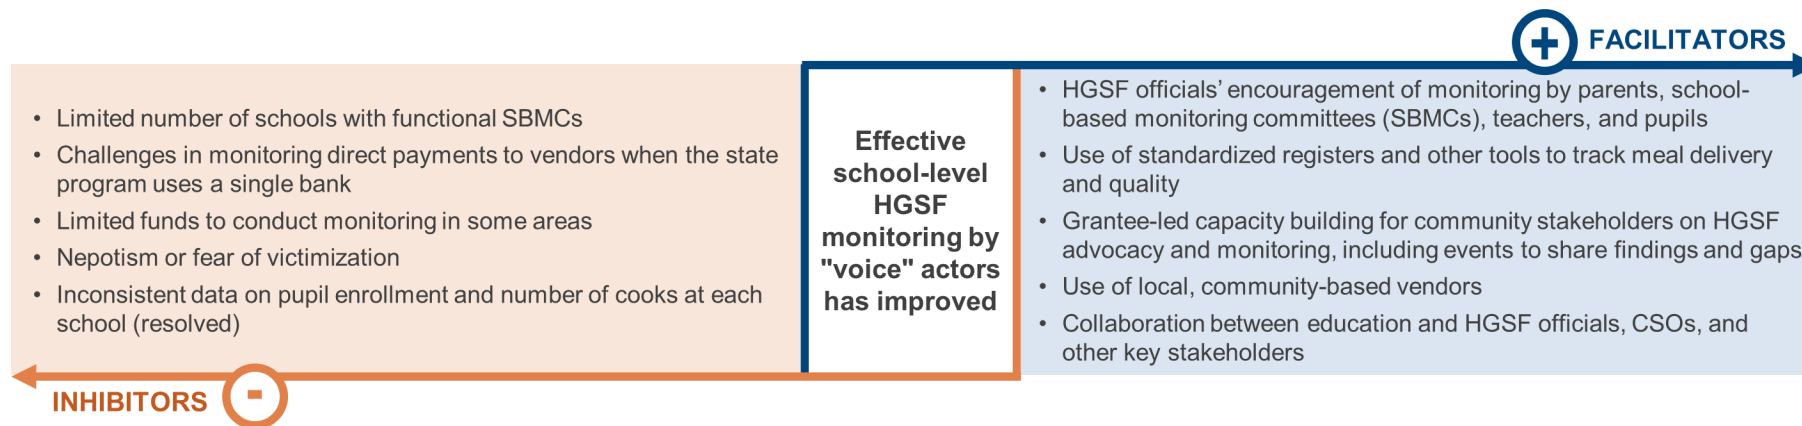 FACILITATORS
• Limited number of schools with functional SBMCs
• Challenges in monitoring direct payments to vendors when the state
program uses a single bank
• Limited funds to conduct monitoring in some areas
• Nepotism or fear of victimization
• Inconsistent data on pupil enrollment and number of cooks at each
school (resolved)
Effective
school-level
HGSF
monitoring by
"voice" actors
has improved
• HGSF officials’ encouragement of monitoring by parents, school-
based monitoring committees (SBMCs), teachers, and pupils
• Use of standardized registers and other tools to track meal delivery
and quality
• Grantee-led capacity building for community stakeholders on HGSF
advocacy and monitoring, including events to share findings and gaps
• Use of local, community-based vendors
• Collaboration between education and HGSF officials, CSOs, and
other key stakeholders
INHIBITORS